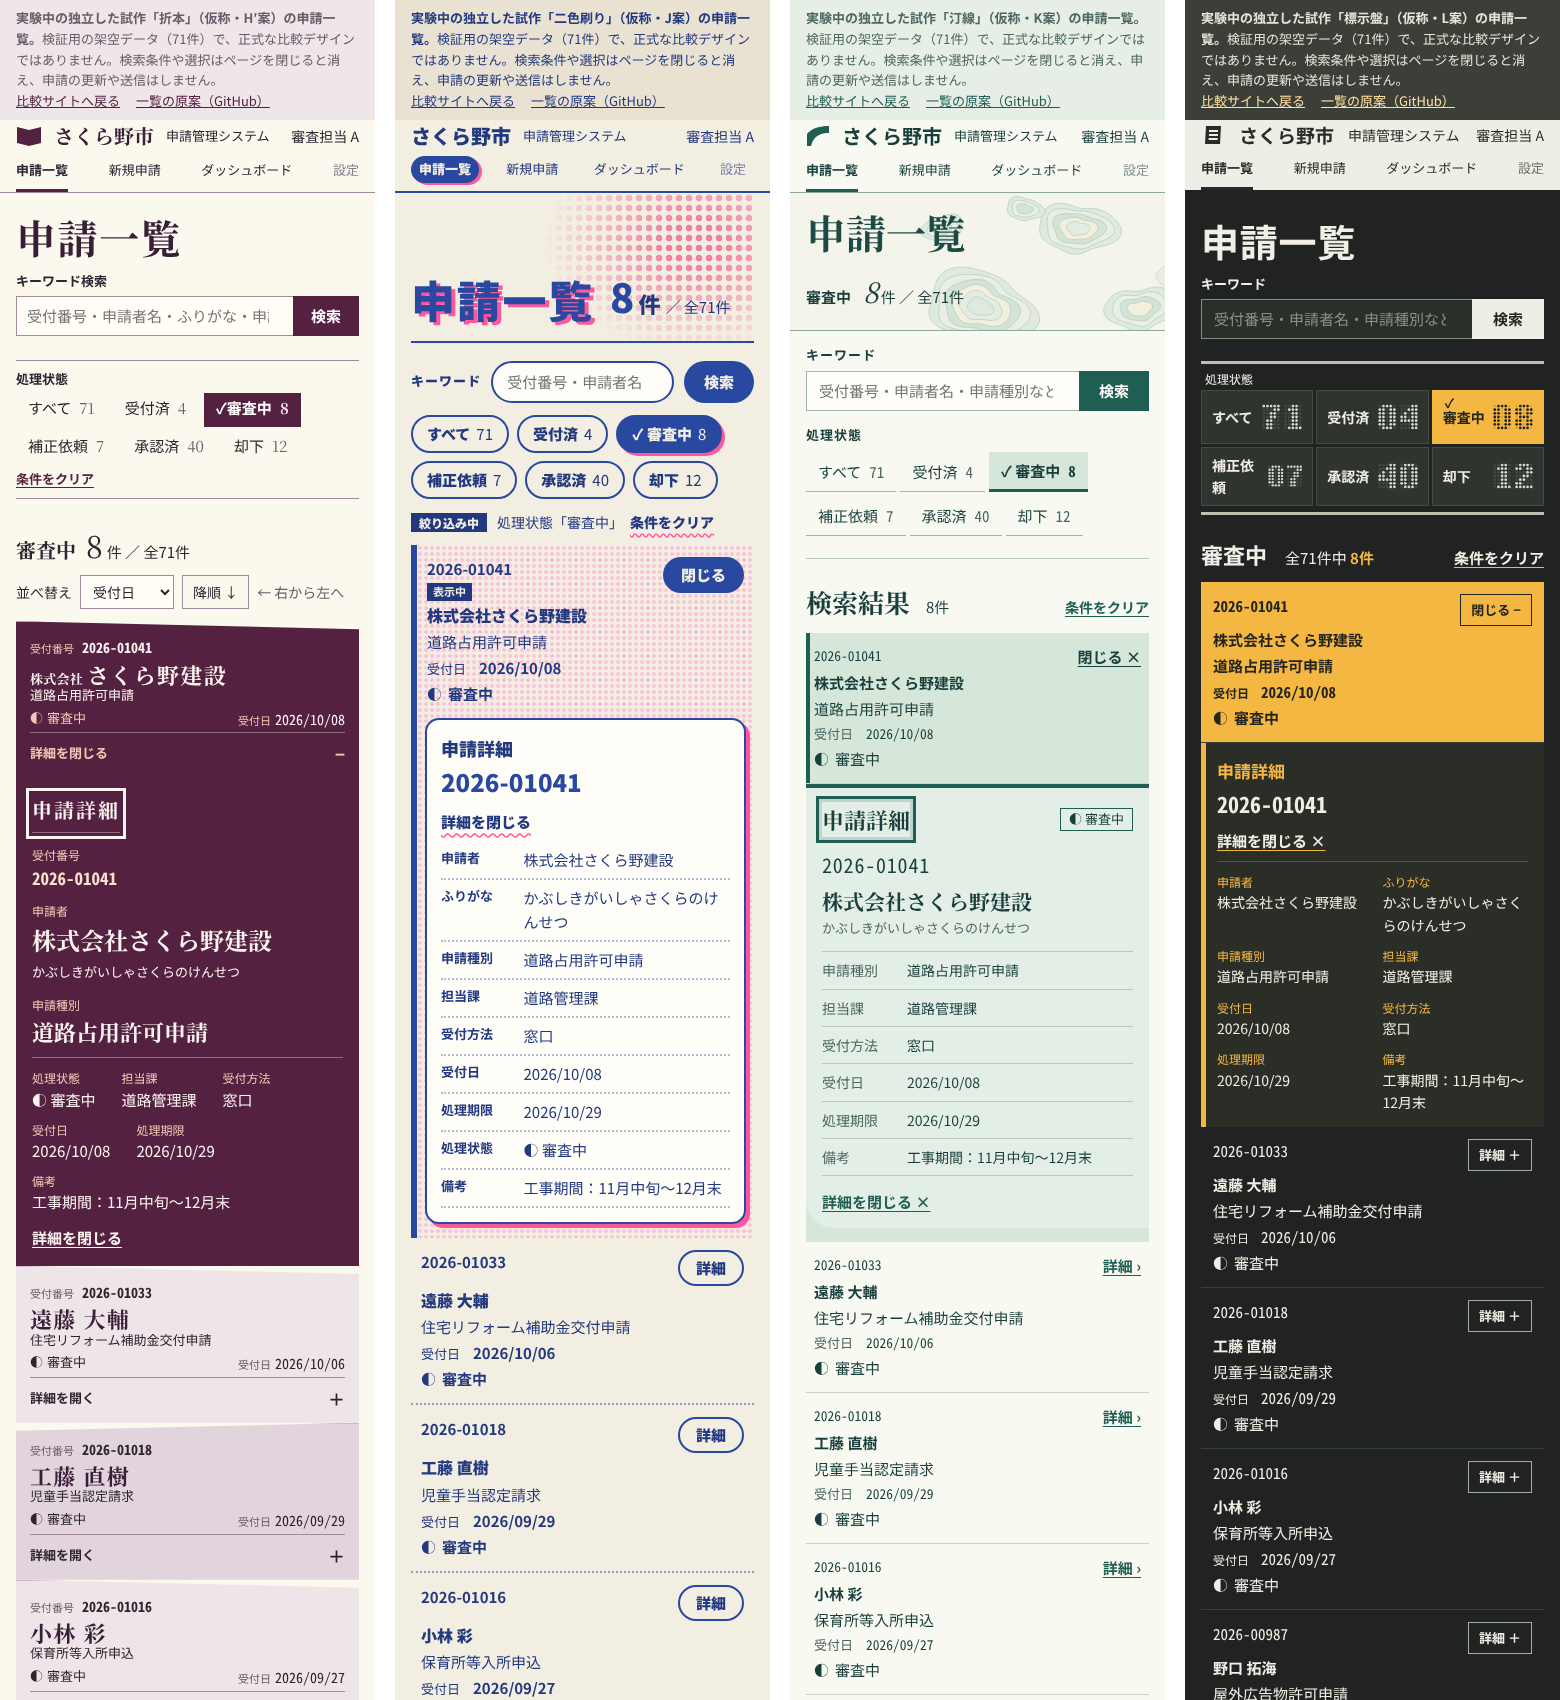 実験中の独立した試作「折本」（仮称・H′案）の申請一
覧。検証用の架空データ（71件）で、正式な比較デザイン
ではありません。検索条件や選択はページを閉じると消
え、申請の更新や送信はしません。
比較サイトへ戻る 一覧の原案（GitHub）
さくら野市 申請管理システム 審査担当 A
申請一覧 新規申請 ダッシュボード 設定
申請一覧
キーワード検索
受付番号・申請者名・ふりがな・申 検索
処理状態
すべて 71 受付済 4 ✓審査中 8
補正依頼 7 承認済 40 却下 12
条件をクリア
審査中 8 件 ／ 全71件
並べ替え 受付日 降順 ↓ ← 右から左へ
受付番号 2026-01041
株式会社 さくら野建設
道路占用許可申請
◐ 審査中 受付日 2026/10/08
詳細を閉じる −
申請詳細
受付番号
2026-01041
申請者
株式会社さくら野建設
かぶしきがいしゃさくらのけんせつ
申請種別
道路占用許可申請
処理状態 担当課 受付方法
◐ 審査中 道路管理課 窓口
受付日 処理期限
2026/10/08 2026/10/29
備考
工事期間：11月中旬〜12月末
詳細を閉じる
受付番号 2026-01033
遠藤 大輔
住宅リフォーム補助金交付申請
◐ 審査中 受付日 2026/10/06
詳細を開く ＋
受付番号 2026-01018
工藤 直樹
児童手当認定請求
◐ 審査中 受付日 2026/09/29
詳細を開く ＋
受付番号 2026-01016
小林 彩
保育所等入所申込
◐ 審査中 受付日 2026/09/27
実験中の独立した試作「二色刷り」（仮称・J案）の申請一
覧。検証用の架空データ（71件）で、正式な比較デザイン
ではありません。検索条件や選択はページを閉じると消
え、申請の更新や送信はしません。
比較サイトへ戻る 一覧の原案（GitHub）
さくら野市 申請管理システム 審査担当 A
申請一覧 新規申請 ダッシュボード 設定
申請一覧 8件 ／ 全71件
キーワード 受付番号・申請者名 検索
すべて 71 受付済 4 ✓ 審査中 8
補正依頼 7 承認済 40 却下 12
絞り込み中 処理状態「審査中」 条件をクリア
2026-01041 閉じる
表示中
株式会社さくら野建設
道路占用許可申請
受付日 2026/10/08
◐ 審査中
申請詳細
2026-01041
詳細を閉じる
申請者 株式会社さくら野建設
ふりがな かぶしきがいしゃさくらのけ
んせつ
申請種別 道路占用許可申請
担当課 道路管理課
受付方法 窓口
受付日 2026/10/08
処理期限 2026/10/29
処理状態 ◐ 審査中
備考 工事期間：11月中旬〜12月末
2026-01033 詳細
遠藤 大輔
住宅リフォーム補助金交付申請
受付日 2026/10/06
◐ 審査中
2026-01018 詳細
工藤 直樹
児童手当認定請求
受付日 2026/09/29
◐ 審査中
2026-01016 詳細
小林 彩
保育所等入所申込
受付日 2026/09/27
実験中の独立した試作「汀線」（仮称・K案）の申請一覧。
検証用の架空データ（71件）で、正式な比較デザインでは
ありません。検索条件や選択はページを閉じると消え、申
請の更新や送信はしません。
比較サイトへ戻る 一覧の原案（GitHub）
さくら野市 申請管理システム 審査担当 A
申請一覧 新規申請 ダッシュボード 設定
申請一覧
審査中 8件 ／ 全71件
キーワード
受付番号・申請者名・申請種別など 検索
処理状態
すべて 71 受付済 4 ✓ 審査中 8
補正依頼 7 承認済 40 却下 12
検索結果 8件 条件をクリア
2026-01041 閉じる ×
株式会社さくら野建設
道路占用許可申請
受付日 2026/10/08
◐ 審査中
申請詳細 ◐ 審査中
2026-01041
株式会社さくら野建設
かぶしきがいしゃさくらのけんせつ
申請種別 道路占用許可申請
担当課 道路管理課
受付方法 窓口
受付日 2026/10/08
処理期限 2026/10/29
備考 工事期間：11月中旬〜12月末
詳細を閉じる ×
2026-01033 詳細 ›
遠藤 大輔
住宅リフォーム補助金交付申請
受付日 2026/10/06
◐ 審査中
2026-01018 詳細 ›
工藤 直樹
児童手当認定請求
受付日 2026/09/29
◐ 審査中
2026-01016 詳細 ›
小林 彩
保育所等入所申込
受付日 2026/09/27
◐ 審査中
実験中の独立した試作「標示盤」（仮称・L案）の申請一
覧。検証用の架空データ（71件）で、正式な比較デザイン
ではありません。検索条件や選択はページを閉じると消
え、申請の更新や送信はしません。
比較サイトへ戻る 一覧の原案（GitHub）
さくら野市 申請管理システム 審査担当 A
申請一覧 新規申請 ダッシュボード 設定
申請一覧
キーワード
受付番号・申請者名・申請種別など 検索
処理状態
すべて 71 受付済 04 ✓審査中 08
補正依
頼 07 承認済 40 却下 12
審査中 全71件中 8件 条件をクリア
2026-01041 閉じる −
株式会社さくら野建設
道路占用許可申請
受付日 2026/10/08
◐ 審査中
申請詳細
2026-01041
詳細を閉じる ×
申請者 ふりがな
株式会社さくら野建設 かぶしきがいしゃさく
らのけんせつ
申請種別 担当課
道路占用許可申請 道路管理課
受付日 受付方法
2026/10/08 窓口
処理期限 備考
2026/10/29 工事期間：11月中旬〜
12月末
2026-01033 詳細 ＋
遠藤 大輔
住宅リフォーム補助金交付申請
受付日 2026/10/06
◐ 審査中
2026-01018 詳細 ＋
工藤 直樹
児童手当認定請求
受付日 2026/09/29
◐ 審査中
2026-01016 詳細 ＋
小林 彩
保育所等入所申込
受付日 2026/09/27
◐ 審査中
2026-00987 詳細 ＋
野口 拓海
屋外広告物許可申請